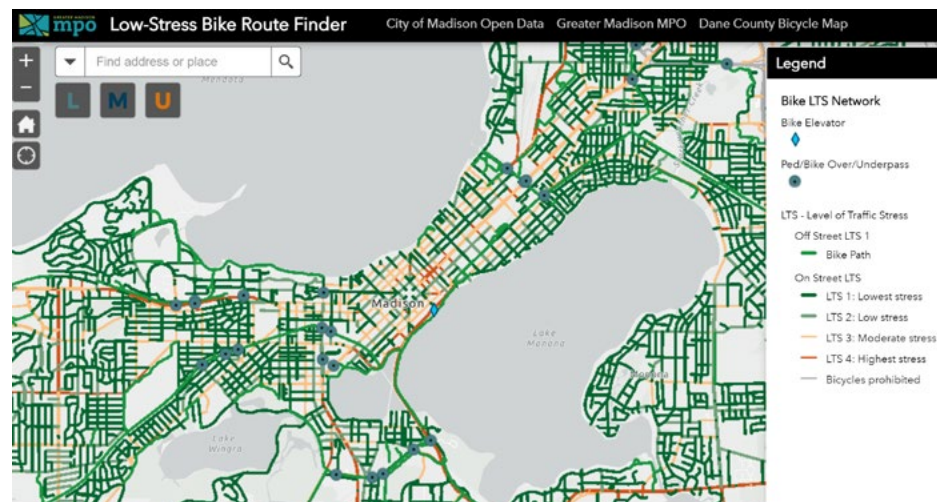 GREATER MADISON
mpo
Low-Stress Bike Route Finder
City of Madison Open Data
Greater Madison MPO
Dane County Bicycle Map
+
Find address or place
−
L M U
Mendota
Madison
Lake
Monona
Monona
Lake
Wingra
Legend
Bike LTS Network
Bike Elevator
Ped/Bike Over/Underpass
LTS - Level of Traffic Stress
Off Street LTS 1
Bike Path
On Street LTS
LTS 1: Lowest stress
LTS 2: Low stress
LTS 3: Moderate stress
LTS 4: Highest stress
Bicycles prohibited